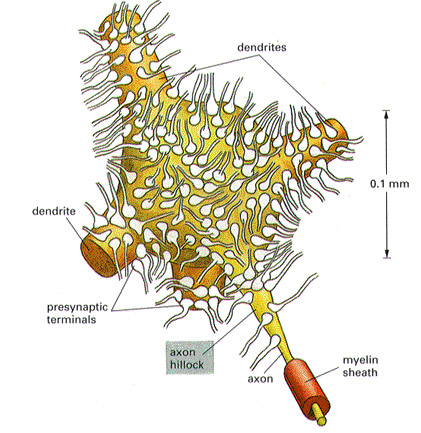 dendrites
0.1 mm
dendrite
presynaptic
terminals
axon
hillock
axon
myelin
sheath